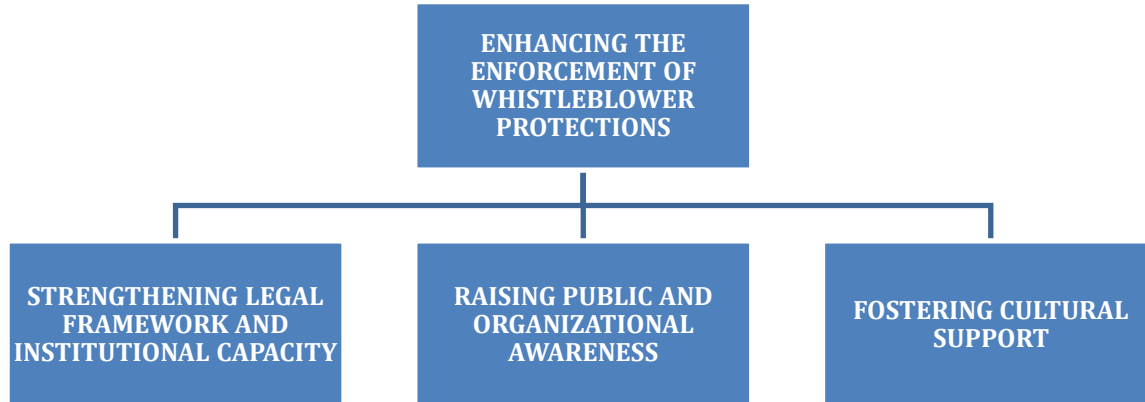 ENHANCING THE
ENFORCEMENT OF
WHISTLEBLOWER
PROTECTIONS
STRENGTHENING LEGAL
FRAMEWORK AND
INSTITUTIONAL CAPACITY
RAISING PUBLIC AND
ORGANIZATIONAL
AWARENESS
FOSTERING CULTURAL
SUPPORT